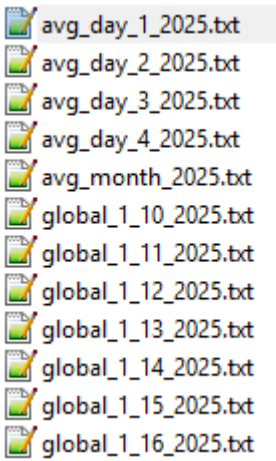 avg_day_1_2025.txt
avg_day_2_2025.txt
avg_day_3_2025.txt
avg_day_4_2025.txt
avg_month_2025.txt
global_1_10_2025.txt
global_1_11_2025.txt
global_1_12_2025.txt
global_1_13_2025.txt
global_1_14_2025.txt
global_1_15_2025.txt
global_1_16_2025.txt